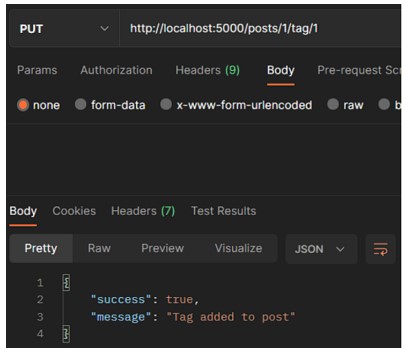 PUT http://localhost:5000/posts/1/tag/1
Params Authorization Headers (9) Body Pre-request Scr
none form-data x-www-form-urlencoded raw b
Body Cookies Headers (7) Test Results
Pretty Raw Preview Visualize JSON
1 {
2 "success": true,
3 "message": "Tag added to post"
4 }